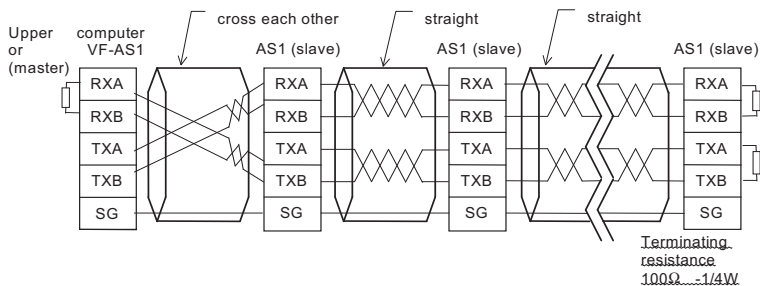 cross each other
straight
straight
Upper computer
or VF-AS1
(master)
AS1 (slave)
AS1 (slave)
AS1 (slave)
RXA
RXB
TXA
TXB
SG
RXA
RXB
TXA
TXB
SG
RXA
RXB
TXA
TXB
SG
RXA
RXB
TXA
TXB
SG
Terminating
resistance
100Ω -1/4W